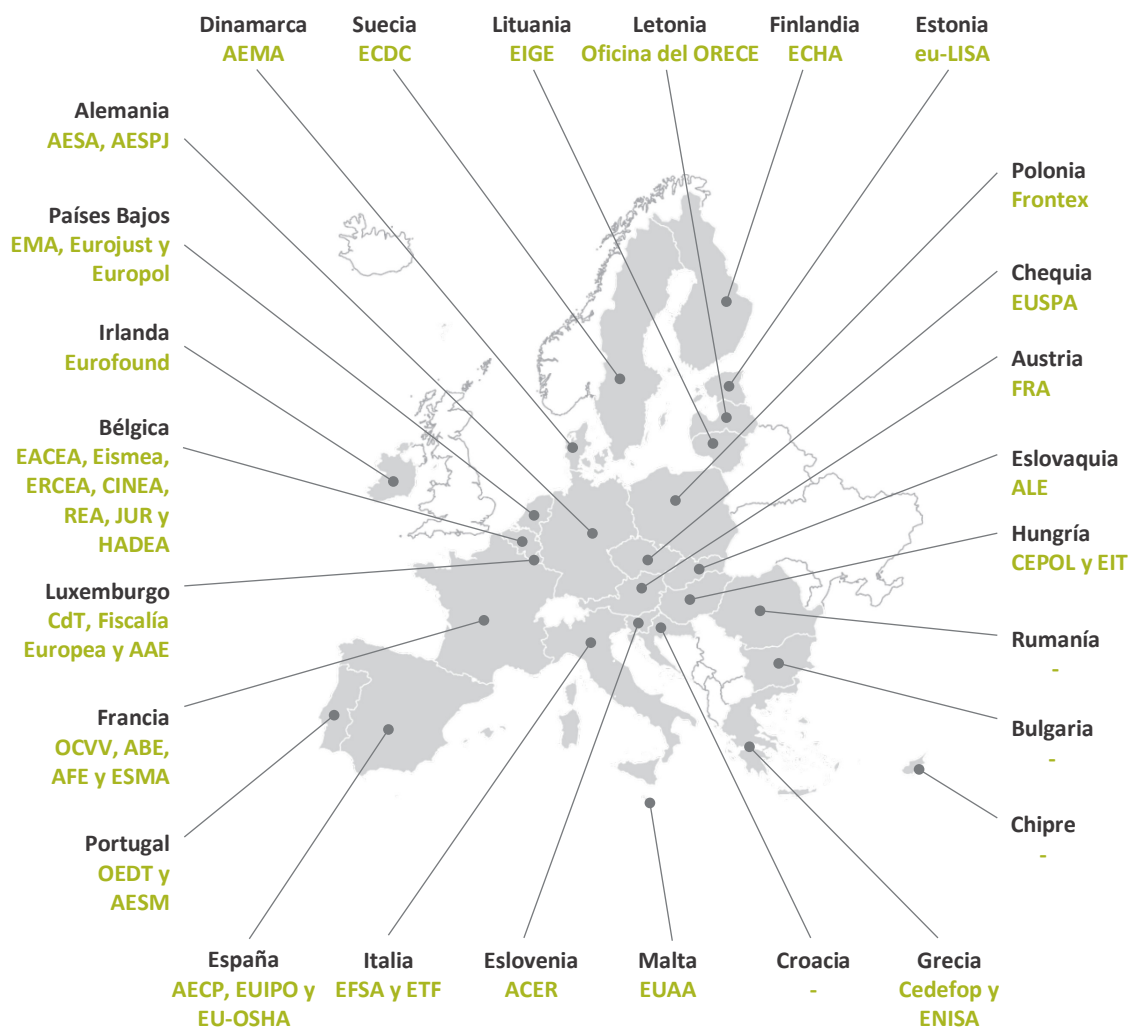 Dinamarca
AEMA
Suecia
ECDC
Lituania
EIGE
Letonia
Oficina del ORECE
Finlandia
ECHA
Estonia
eu-LISA
Alemania
AESA, AESPJ
Países Bajos
EMA, Eurojust y
Europol
Irlanda
Eurofound
Bélgica
EACEA, Eismea,
ERCEA, CINEA,
REA, JUR y
HADEA
Luxemburgo
CdT, Fiscalía
Europea y AAE
Francia
OCVV, ABE,
AFE y ESMA
Portugal
OEDT y
AESM
Polonia
Frontex
Chequia
EUSPA
Austria
FRA
Eslovaquia
ALE
Hungría
CEPOL y EIT
Rumanía
-
Bulgaria
-
Chipre
-
España
AECP, EUIPO y
EU-OSHA
Italia
EFSA y ETF
Eslovenia
ACER
Malta
EUAA
Croacia
-
Grecia
Cedefop y
ENISA